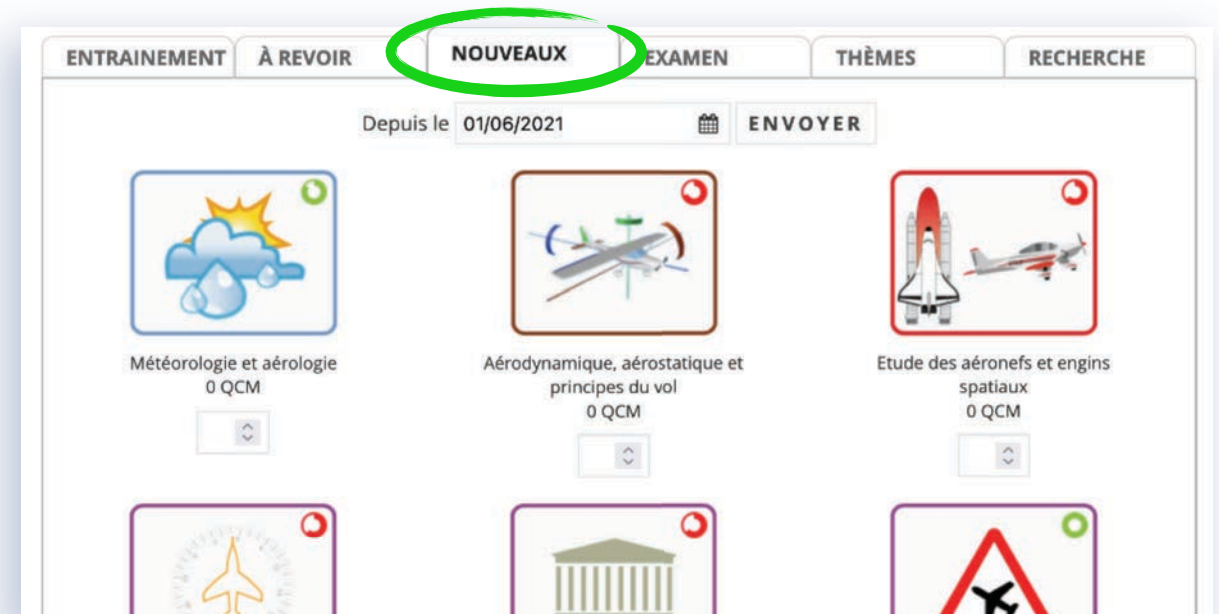 ENTRAINEMENT
À REVOIR
NOUVEAUX
EXAMEN
THÈMES
RECHERCHE
Depuis le 01/06/2021 ENVOYER
Météorologie et aérologie
0 QCM
Aérodynamique, aérostatique et
principes du vol
0 QCM
Etude des aéronefs et engins
spatiaux
0 QCM